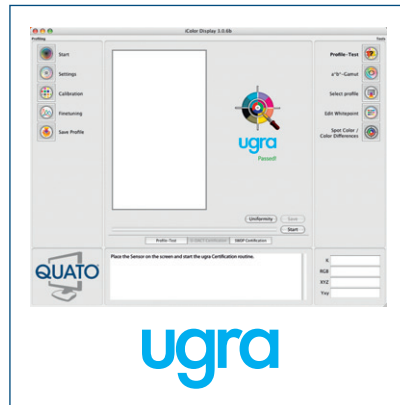 iColor Display 3.0.6b
Profiling
Tools
Start
Settings
Calibration
Finetuning
Save Profile
ugra
Passed!
Profile-Test
a*b*-Gamut
Select profile
Edit Whitepoint
Spot Color /
Color Differences
Uniformity
Save
Start
Profile-Test
SWOP Certification
QUATO
Place the Sensor on the screen and start the ugra Certification routine.
K
RGB
XYZ
Yxy
ugra